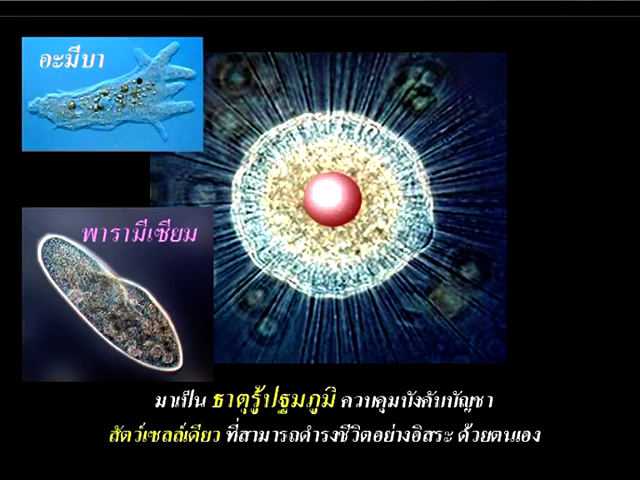 อะมีบา
พารามีเซียม
มาเป็น ธาตุรู้ปฐมภูมิ ควบคุมบังคับบัญชา
สัตว์เซลล์เดียว ที่สามารถดำรงชีวิตอย่างอิสระ ด้วยตนเอง